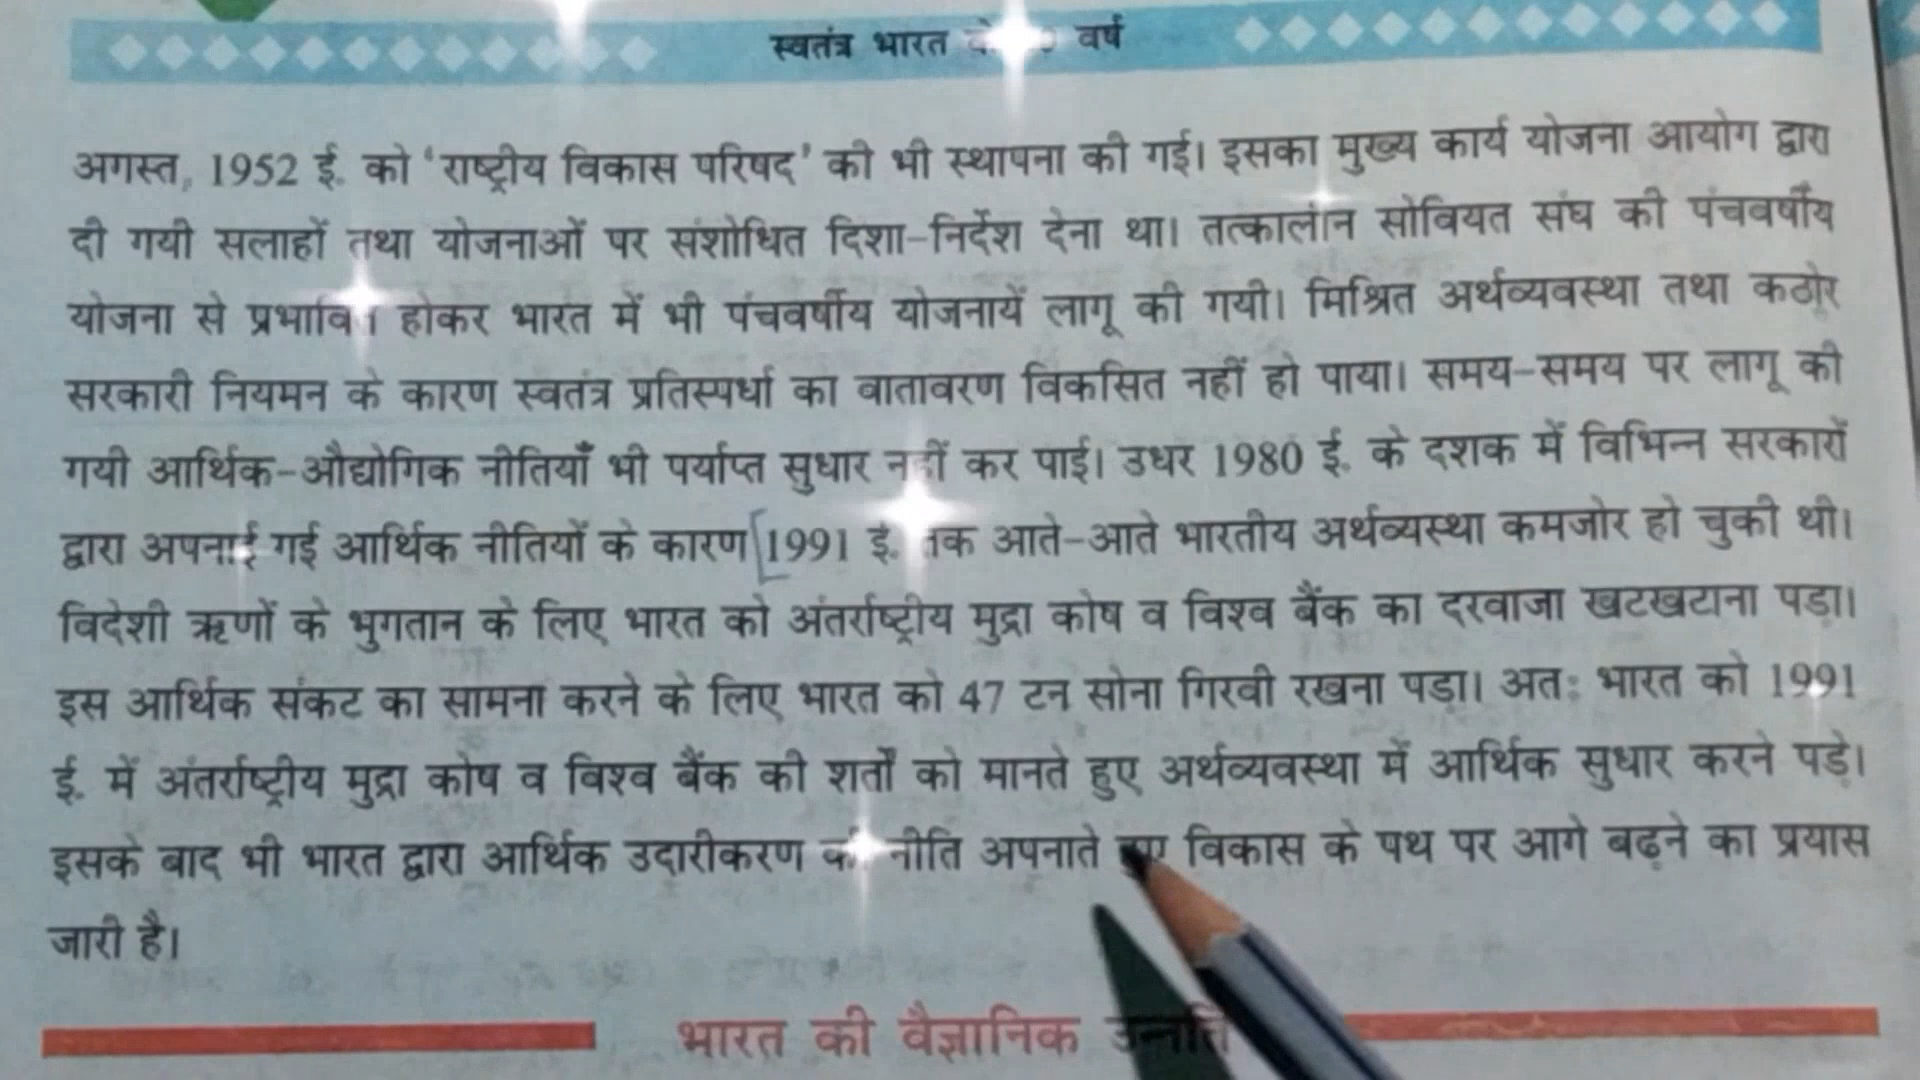 स्वतंत्र भारत वर्ष
अगस्त, 1952 ई. को 'राष्ट्रीय विकास परिषद' की भी स्थापना की गई। इसका मुख्य कार्य योजना आयोग द्वारा
दी गयी सलाहों तथा योजनाओं पर संशोधित दिशा-निर्देश देना था। तत्कालीन सोवियत संघ की पंचवर्षीय
योजना से प्रभावित होकर भारत में भी पंचवर्षीय योजनायें लागू की गयी। मिश्रित अर्थव्यवस्था तथा कठोर
सरकारी नियमन के कारण स्वतंत्र प्रतिस्पर्धा का वातावरण विकसित नहीं हो पाया। समय-समय पर लागू की
गयी आर्थिक-औद्योगिक नीतियाँ भी पर्याप्त सुधार नहीं कर पाई। उधर 1980 ई. के दशक में विभिन्न सरकारों
द्वारा अपनाई गई आर्थिक नीतियों के कारण [1991 ई. तक आते-आते भारतीय अर्थव्यस्था कमजोर हो चुकी थी।
विदेशी ऋणों के भुगतान के लिए भारत को अंतर्राष्ट्रीय मुद्रा कोष व विश्व बैंक का दरवाजा खटखटाना पड़ा।
इस आर्थिक संकट का सामना करने के लिए भारत को 47 टन सोना गिरवी रखना पड़ा। अतः भारत को 1991
ई. में अंतर्राष्ट्रीय मुद्रा कोष व विश्व बैंक की शर्तों को मानते हुए अर्थव्यवस्था में आर्थिक सुधार करने पड़े।
इसके बाद भी भारत द्वारा आर्थिक उदारीकरण की नीति अपनाते हुए विकास के पथ पर आगे बढ़ने का प्रयास
जारी है।
भारत की वैज्ञानिक उन्नति